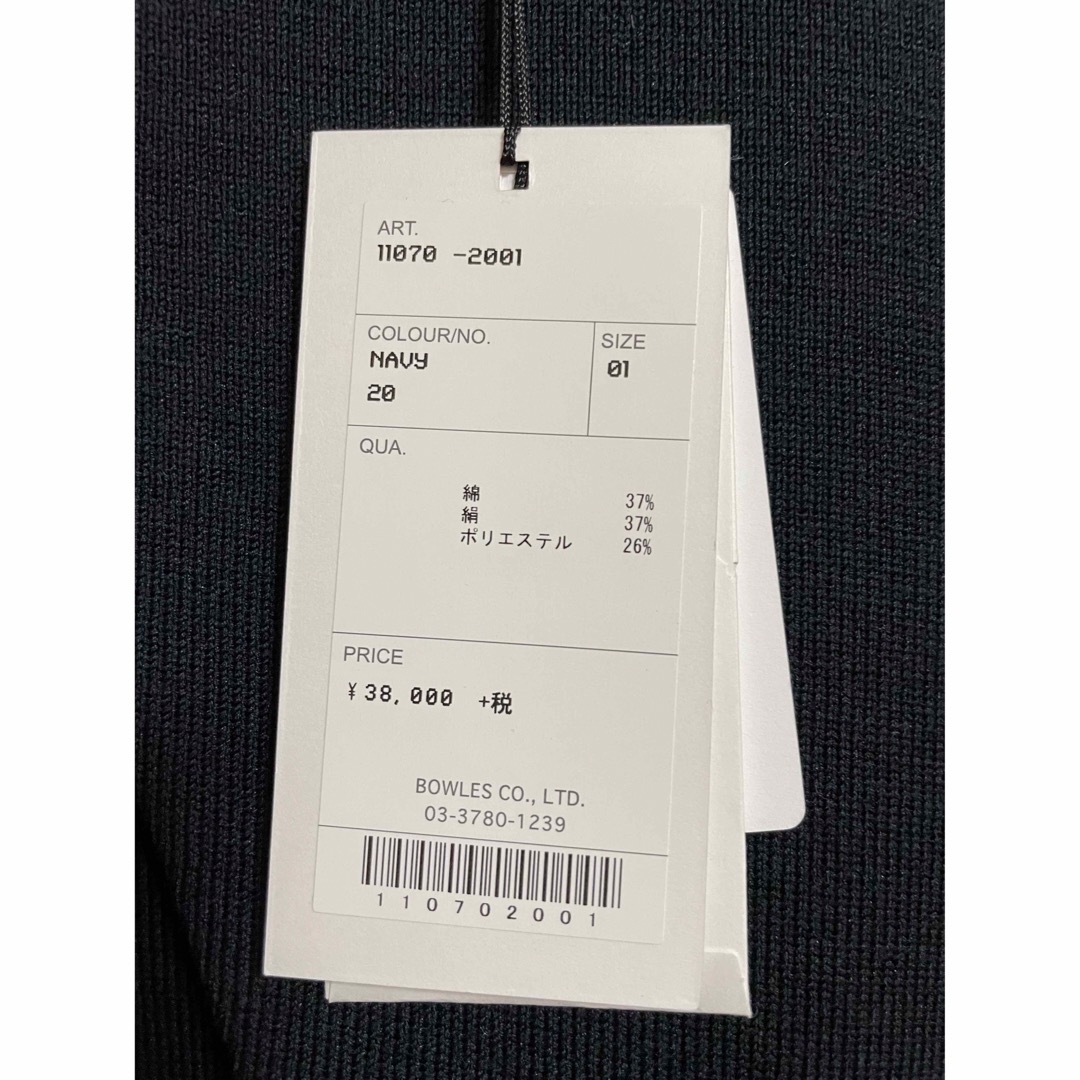 ART.
11070 -2001
COLOUR/NO.
NAVY
20
SIZE
01
QUA.
綿 37%
絹 37%
ポリエステル 26%
PRICE
¥38,000 +税
BOWLES CO., LTD.
03-3780-1239
110702001